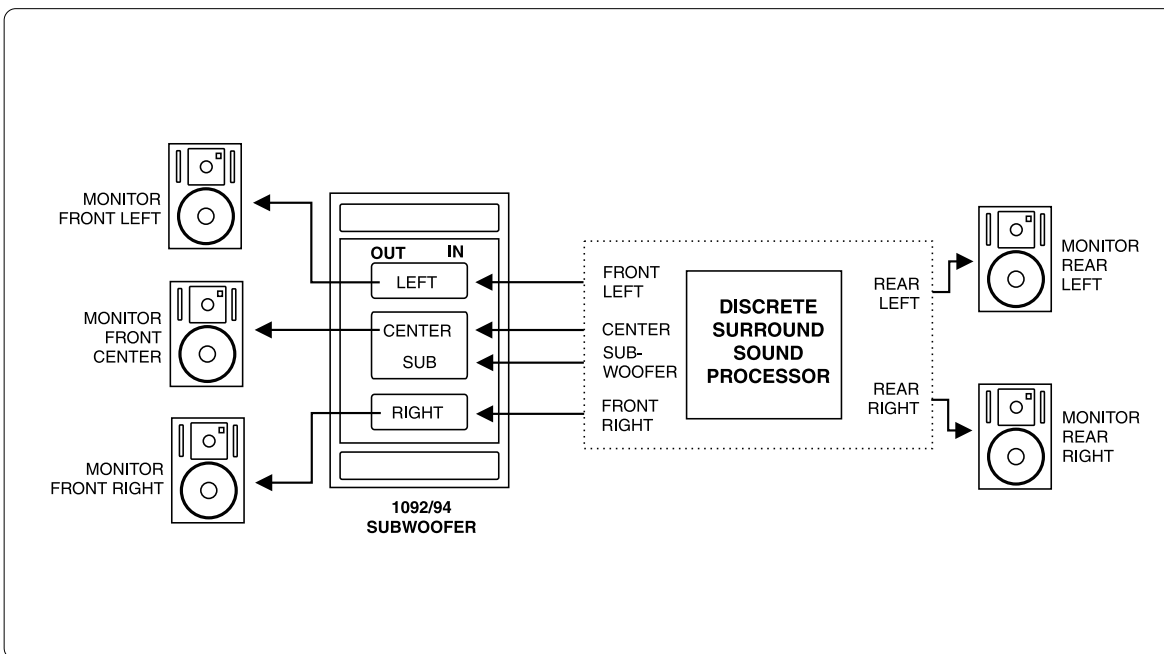 MONITOR
FRONT LEFT
MONITOR
FRONT
CENTER
MONITOR
FRONT RIGHT
OUT IN
LEFT
CENTER
SUB
RIGHT
1092/94
SUBWOOFER
FRONT
LEFT
CENTER
SUB-
WOOFER
FRONT
RIGHT
DISCRETE
SURROUND
SOUND
PROCESSOR
REAR
LEFT
REAR
RIGHT
MONITOR
REAR
LEFT
MONITOR
REAR
RIGHT